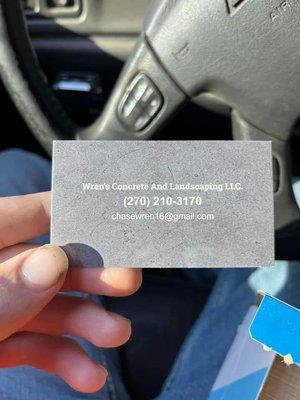 Wren's Concrete And Landscaping LLC.
(270) 210-3170
chasewren18@gmail.com